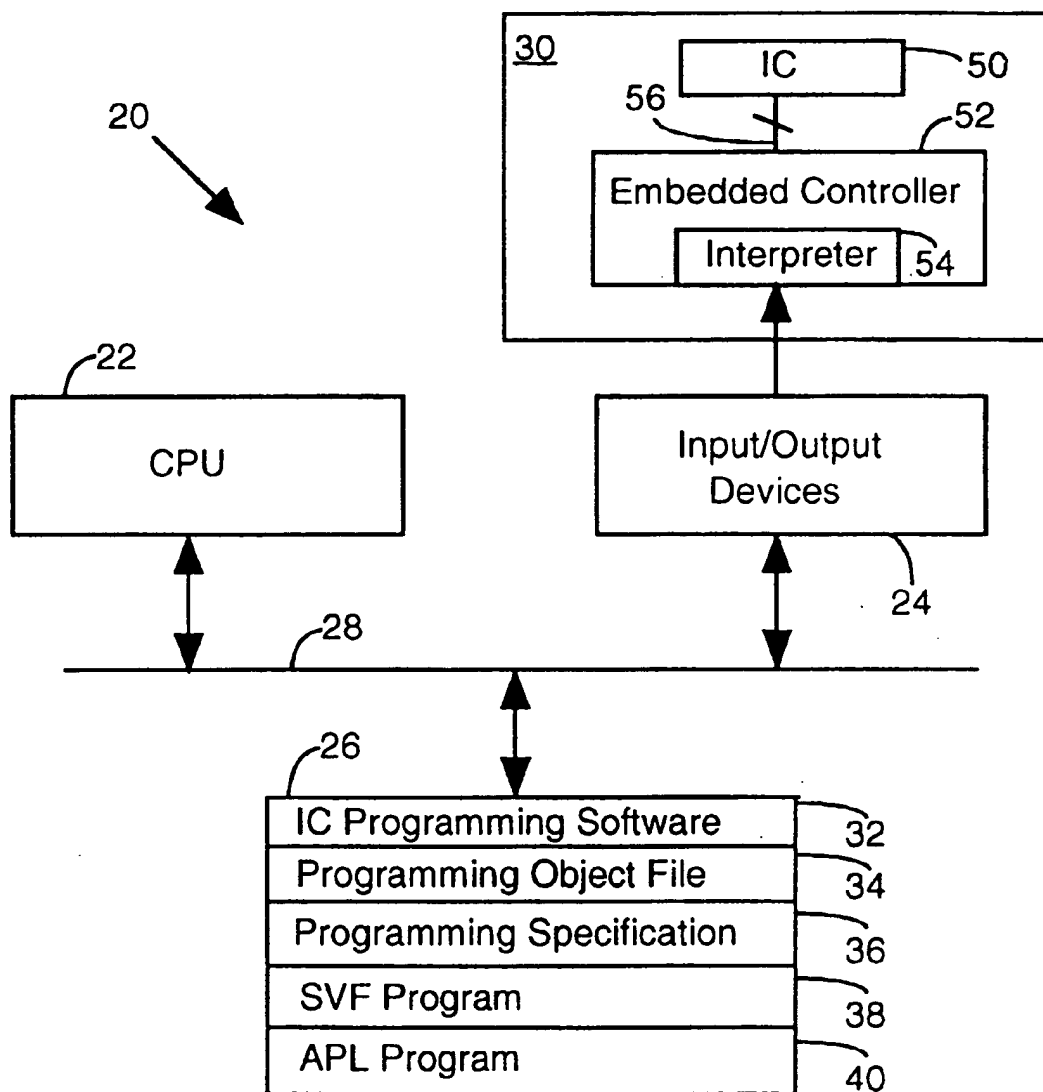 30
IC
50
56
20
52
Embedded Controller
Interpreter
54
22
CPU
Input/Output
Devices
24
28
26
IC Programming Software
32
Programming Object File
34
Programming Specification
36
SVF Program
38
APL Program
40